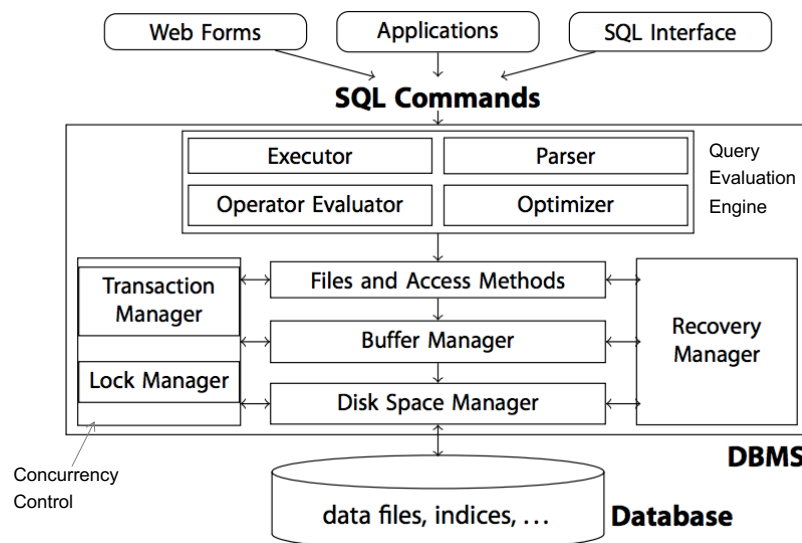 Web Forms
Applications
SQL Interface
SQL Commands
Executor
Parser
Operator Evaluator
Optimizer
Query
Evaluation
Engine
Transaction
Manager
Lock Manager
Files and Access Methods
Buffer Manager
Disk Space Manager
Recovery
Manager
DBMS
Concurrency
Control
data files, indices, ...
Database